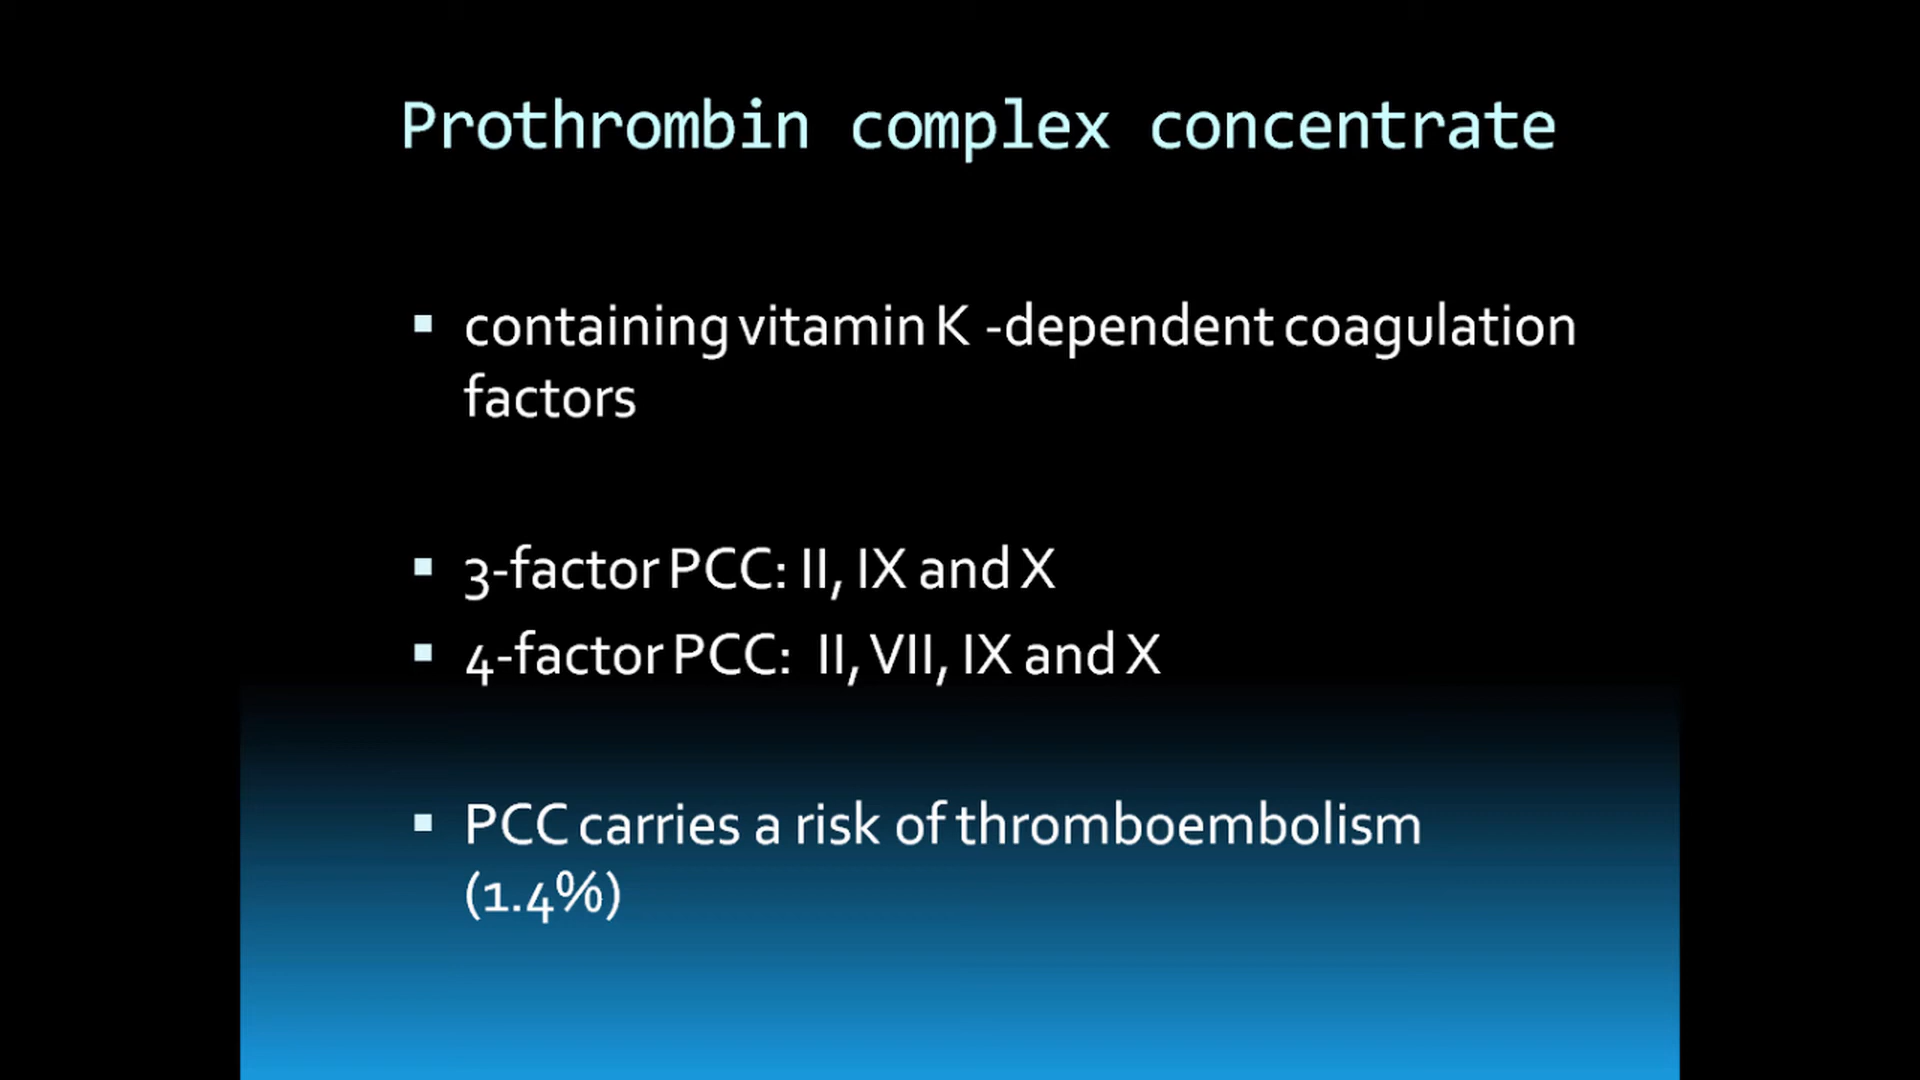 Prothrombin complex concentrate
▪ containing vitamin K -dependent coagulation
factors
▪ 3-factor PCC: II, IX and X
▪ 4-factor PCC: II, VII, IX and X
▪ PCC carries a risk of thromboembolism
(1.4%)